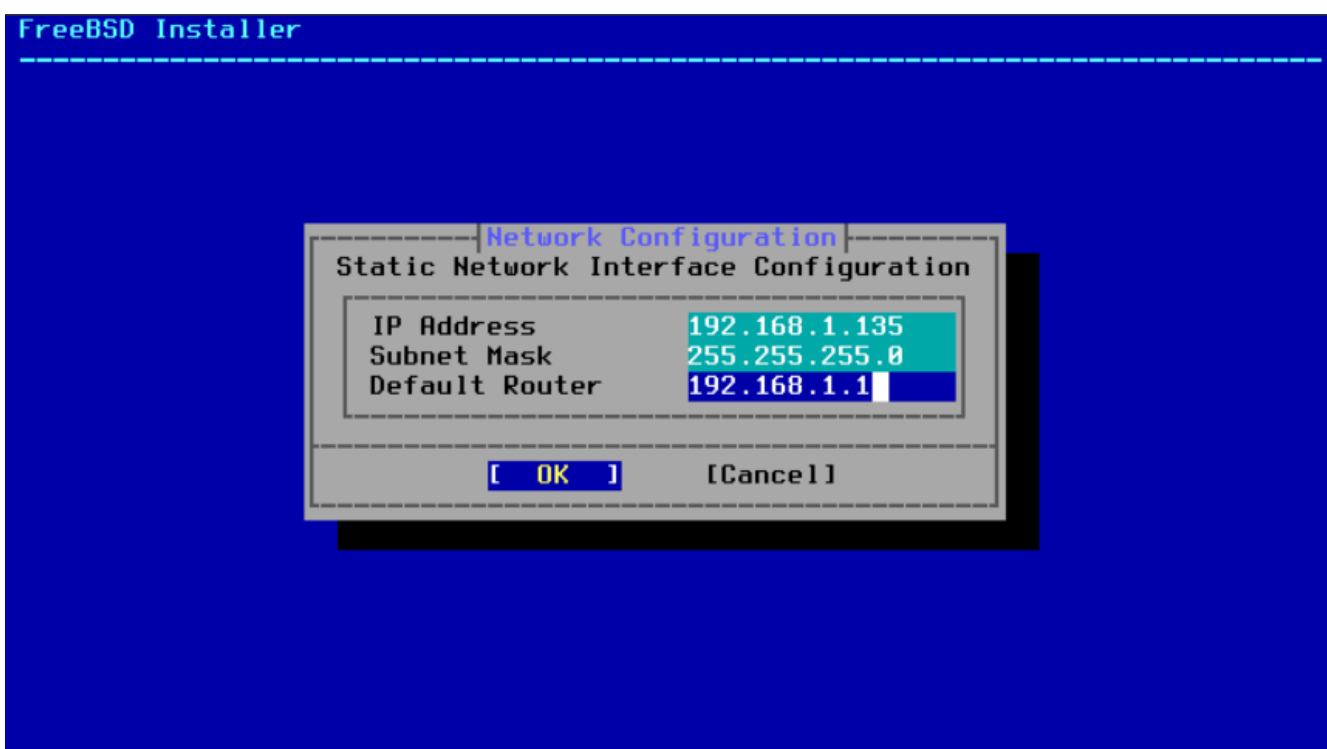 FreeBSD Installer
Network Configuration
Static Network Interface Configuration
IP Address 192.168.1.135
Subnet Mask 255.255.255.0
Default Router 192.168.1.1
[ OK ] [Cancel]